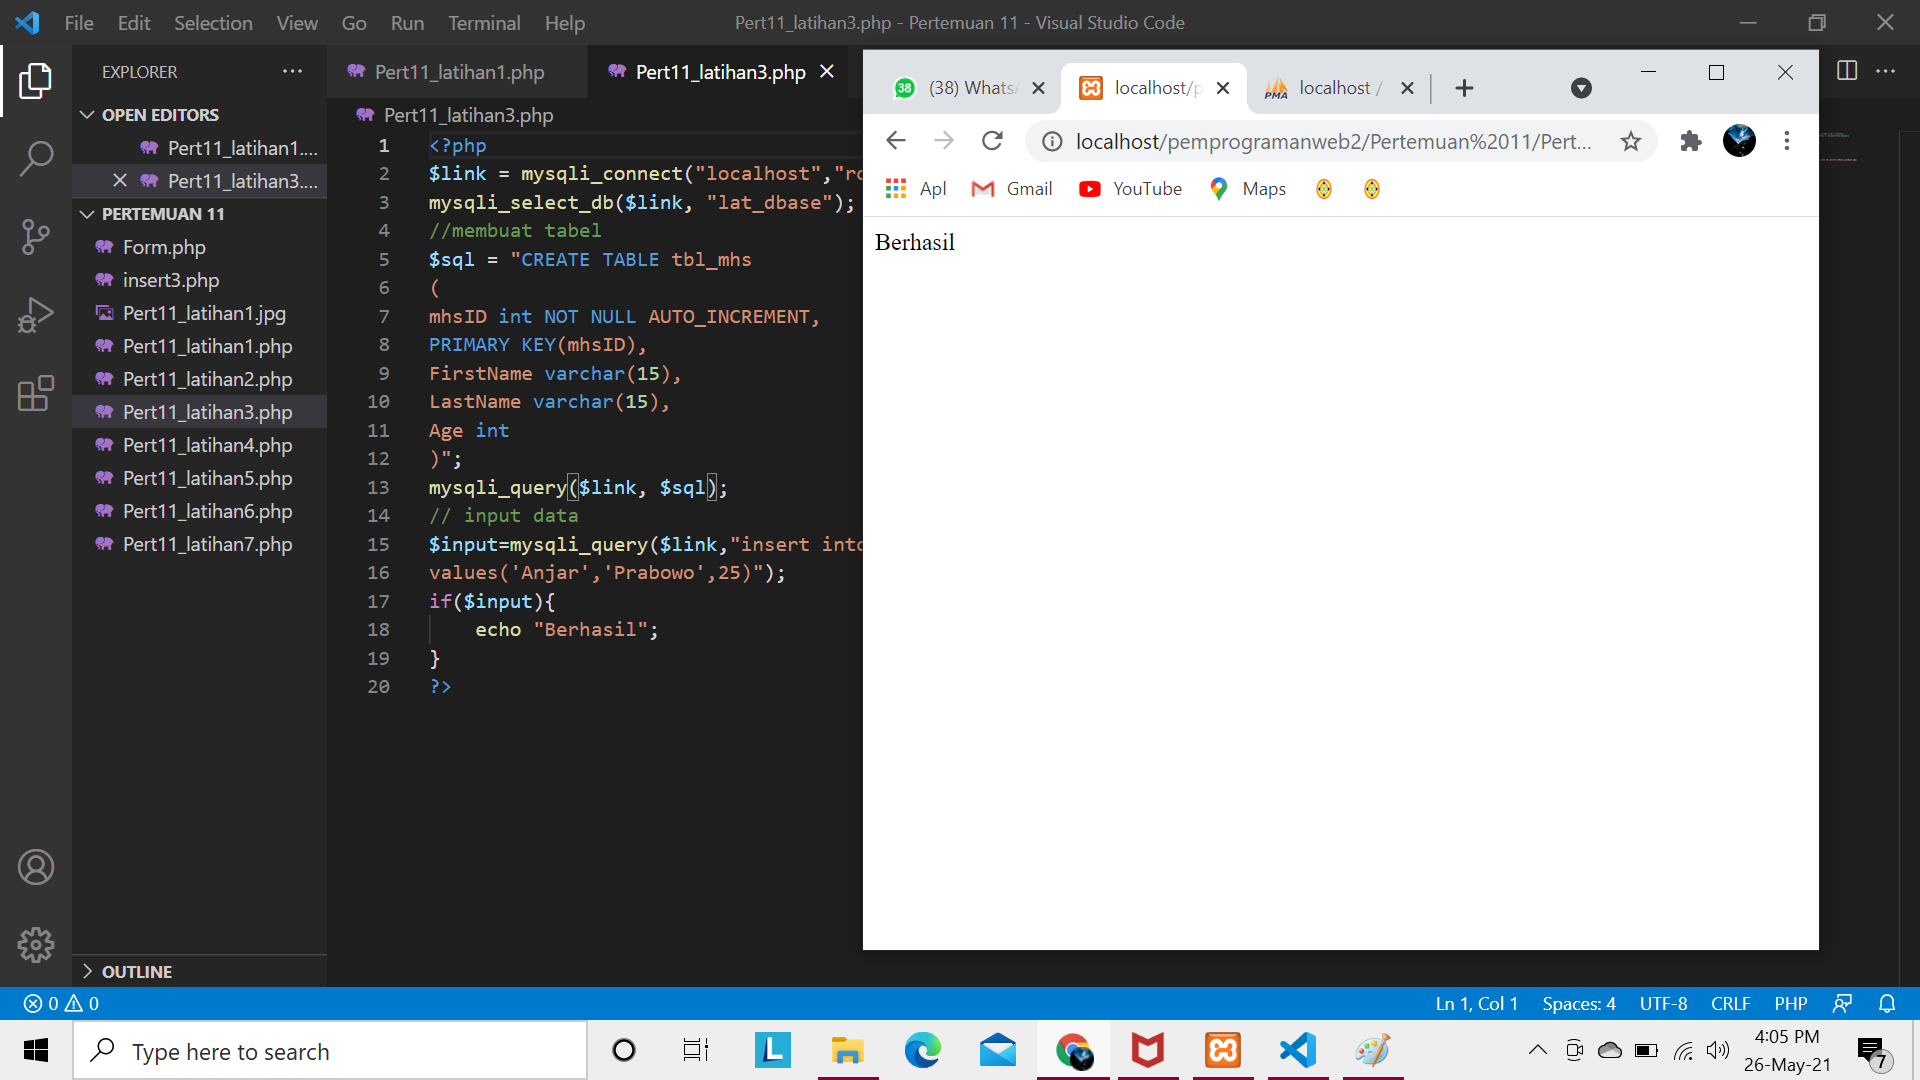 File Edit Selection View Go Run Terminal Help
Pert11_latihan3.php - Pertemuan 11 - Visual Studio Code
EXPLORER
OPEN EDITORS
Pert11_latihan1....
Pert11_latihan3....
PERTEMUAN 11
Form.php
insert3.php
Pert11_latihan1.jpg
Pert11_latihan1.php
Pert11_latihan2.php
Pert11_latihan3.php
Pert11_latihan4.php
Pert11_latihan5.php
Pert11_latihan6.php
Pert11_latihan7.php
OUTLINE
Pert11_latihan1.php
Pert11_latihan3.php
Pert11_latihan3.php
1 <?php
2 $link = mysqli_connect("localhost","ro
3 mysqli_select_db($link, "lat_dbase");
4 //membuat tabel
5 $sql = "CREATE TABLE tbl_mhs
6 (
7 mhsID int NOT NULL AUTO_INCREMENT,
8 PRIMARY KEY(mhsID),
9 FirstName varchar(15),
10 LastName varchar(15),
11 Age int
12 )";
13 mysqli_query($link, $sql);
14 // input data
15 $input=mysqli_query($link,"insert into
16 values('Anjar','Prabowo',25)");
17 if($input){
18 echo "Berhasil";
19 }
20 ?>
38 (38) Whats
localhost/p
PMA localhost /
localhost/pemprogramanweb2/Pertemuan%2011/Pert...
Apl
Gmail
YouTube
Maps
Berhasil
0 0
Ln 1, Col 1
Spaces: 4
UTF-8
CRLF
PHP
Type here to search
L
4:05 PM
26-May-21
7